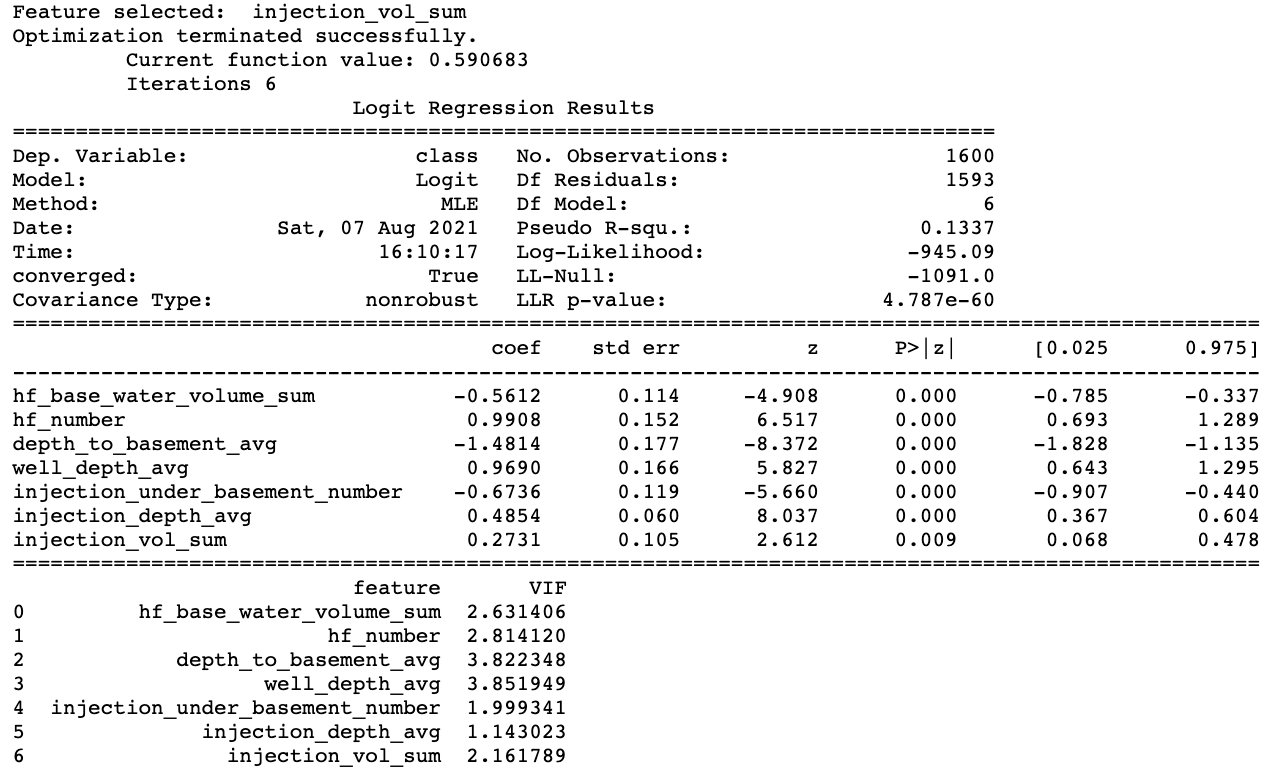 Feature selected:  injection_vol_sum
Optimization terminated successfully.
         Current function value: 0.590683
         Iterations 6
                           Logit Regression Results
==============================================================================
Dep. Variable:                  class   No. Observations:                 1600
Model:                          Logit   Df Residuals:                     1593
Method:                           MLE   Df Model:                            6
Date:                Sat, 07 Aug 2021   Pseudo R-squ.:                  0.1337
Time:                        16:10:17   Log-Likelihood:                -945.09
converged:                       True   LL-Null:                       -1091.0
Covariance Type:            nonrobust   LLR p-value:                 4.787e-60
===================================================================================================
                                      coef    std err          z      P>|z|      [0.025      0.975]
---------------------------------------------------------------------------------------------------
hf_base_water_volume_sum           -0.5612      0.114     -4.908      0.000      -0.785      -0.337
hf_number                           0.9908      0.152      6.517      0.000       0.693       1.289
depth_to_basement_avg              -1.4814      0.177     -8.372      0.000      -1.828      -1.135
well_depth_avg                      0.9690      0.166      5.827      0.000       0.643       1.295
injection_under_basement_number    -0.6736      0.119     -5.660      0.000      -0.907      -0.440
injection_depth_avg                 0.4854      0.060      8.037      0.000       0.367       0.604
injection_vol_sum                   0.2731      0.105      2.612      0.009       0.068       0.478
===================================================================================================
                           feature       VIF
0         hf_base_water_volume_sum  2.631406
1                        hf_number  2.814120
2            depth_to_basement_avg  3.822348
3                   well_depth_avg  3.851949
4  injection_under_basement_number  1.999341
5              injection_depth_avg  1.143023
6                injection_vol_sum  2.161789